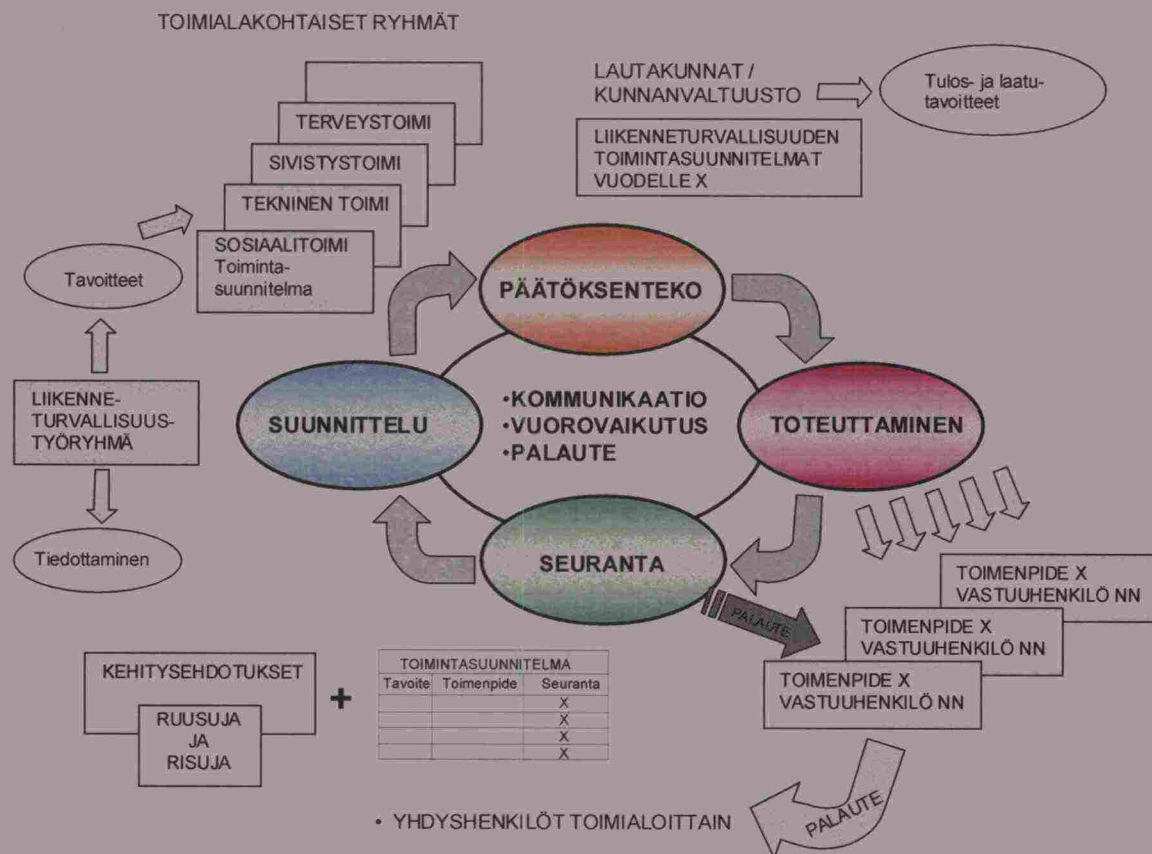 TOIMIALAKOHTAISET RYHMÄT
TERVEYSTOIMI
SIVISTYSTOIMI
TEKNINEN TOIMI
SOSIAALITOIMI
Toiminta-
suunnitelma
LAUTAKUNNAT /
KUNNANVALTUUSTO
Tulos- ja laatu-
tavoitteet
LIIKENNETURVALLISUUDEN
TOIMINTASUUNNITELMAT
VUODELLE X
Tavoitteet
LIIKENNE-
TURVALLISUUS-
TYÖRYHMÄ
Tiedottaminen
PÄÄTÖKSENTEKO
SUUNNITTELU
•KOMMUNIKAATIO
•VUOROVAIKUTUS
•PALAUTE
TOTEUTTAMINEN
SEURANTA
PALAUTE
TOIMENPIDE X
VASTUUHENKILÖ NN
TOIMENPIDE X
VASTUUHENKILÖ NN
TOIMENPIDE X
VASTUUHENKILÖ NN
KEHITYSEHDOTUKSET
RUUSUJA
JA
RISUJA
+
TOIMINTASUUNNITELMA
Tavoite Toimenpide Seuranta
X
X
X
X
PALAUTE
• YHDYSHENKILÖT TOIMIALOITTAIN